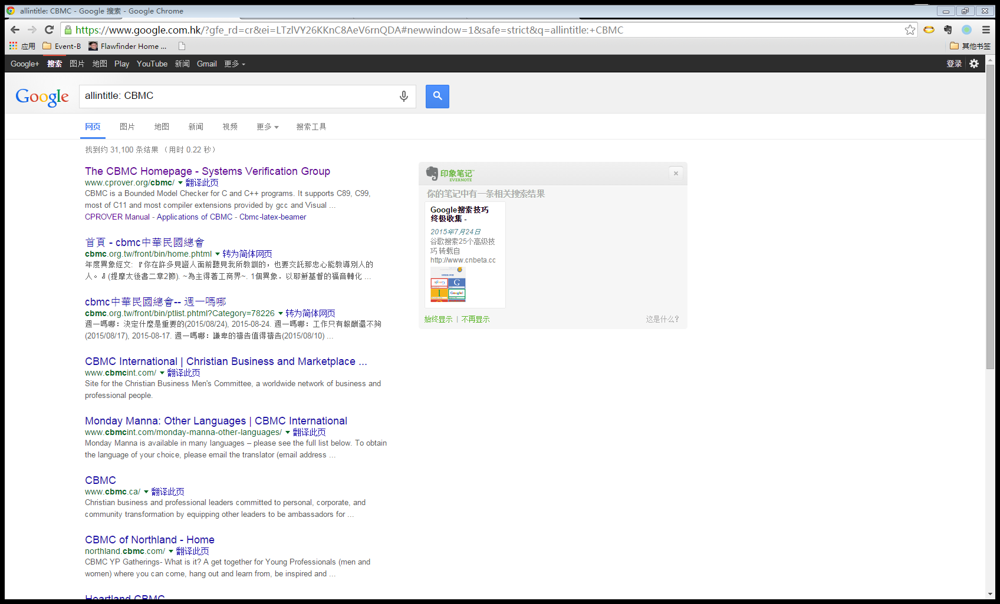 allintitle: CBMC - Google 搜索 - Google Chrome
https://www.google.com.hk/?gfe_rd=cr&ei=LTzlVY26KKnC8AeV6rnQDA#newwindow=1&safe=strict&q=allintitle:+CBMC
应用 Event-B Flawfinder Home ... 其他书签
Google+ 搜索 图片 地图 Play YouTube 新闻 Gmail 更多 登录
Google allintitle: CBMC
网页 图片 地图 新闻 视频 更多 搜索工具
找到约 31,100 条结果 （用时 0.22 秒）
The CBMC Homepage - Systems Verification Group
www.cprover.org/cbmc/ 翻译此页
CBMC is a Bounded Model Checker for C and C++ programs. It supports C89, C99,
most of C11 and most compiler extensions provided by gcc and Visual ...
CPROVER Manual - Applications of CBMC - Cbmc-latex-beamer
首頁 - cbmc中華民國總會
cbmc.org.tw/front/bin/home.phtml 转为简体网页
年度異象經文: 『你在許多見證人面前聽見我所教訓的，也要交託那忠心能教導別人的
人。』(提摩太後書二章2節). ~為主得著工商界~. 1個異象．以耶穌基督的福音轉化 ...
cbmc中華民國總會-- 週一嗎哪
cbmc.org.tw/front/bin/ptlist.phtml?Category=78226 转为简体网页
週一嗎哪：決定什麼是重要的(2015/08/24), 2015-08-24. 週一嗎哪：工作只有報酬還不夠
(2015/08/17), 2015-08-17. 週一嗎哪：謙卑的禱告值得禱告(2015/08/10) ...
CBMC International | Christian Business and Marketplace ...
www.cbmcint.com/ 翻译此页
Site for the Christian Business Men's Committee, a worldwide network of business and
professional people.
Monday Manna: Other Languages | CBMC International
www.cbmcint.com/monday-manna-other-languages/ 翻译此页
Monday Manna is available in many languages – please see the full list below. To obtain
the language of your choice, please email the translator (email address ...
CBMC
www.cbmc.ca/ 翻译此页
Christian business and professional leaders committed to personal, corporate, and
community transformation by equipping other leaders to be ambassadors for ...
CBMC of Northland - Home
northland.cbmc.com/ 翻译此页
CBMC YP Gatherings- What is it? A get together for Young Professionals (men and
women) where you can come, hang out and learn from, be inspired and ...
Heartland CBMC
印象笔记™
EVERNOTE
你的笔记中有一条相关搜索结果
Google搜索技巧
终极收集 -
2015年7月24日
谷歌搜索25个高级技
巧 转载自
http://www.cnbeta.cc
始终显示 | 不再显示 这是什么？